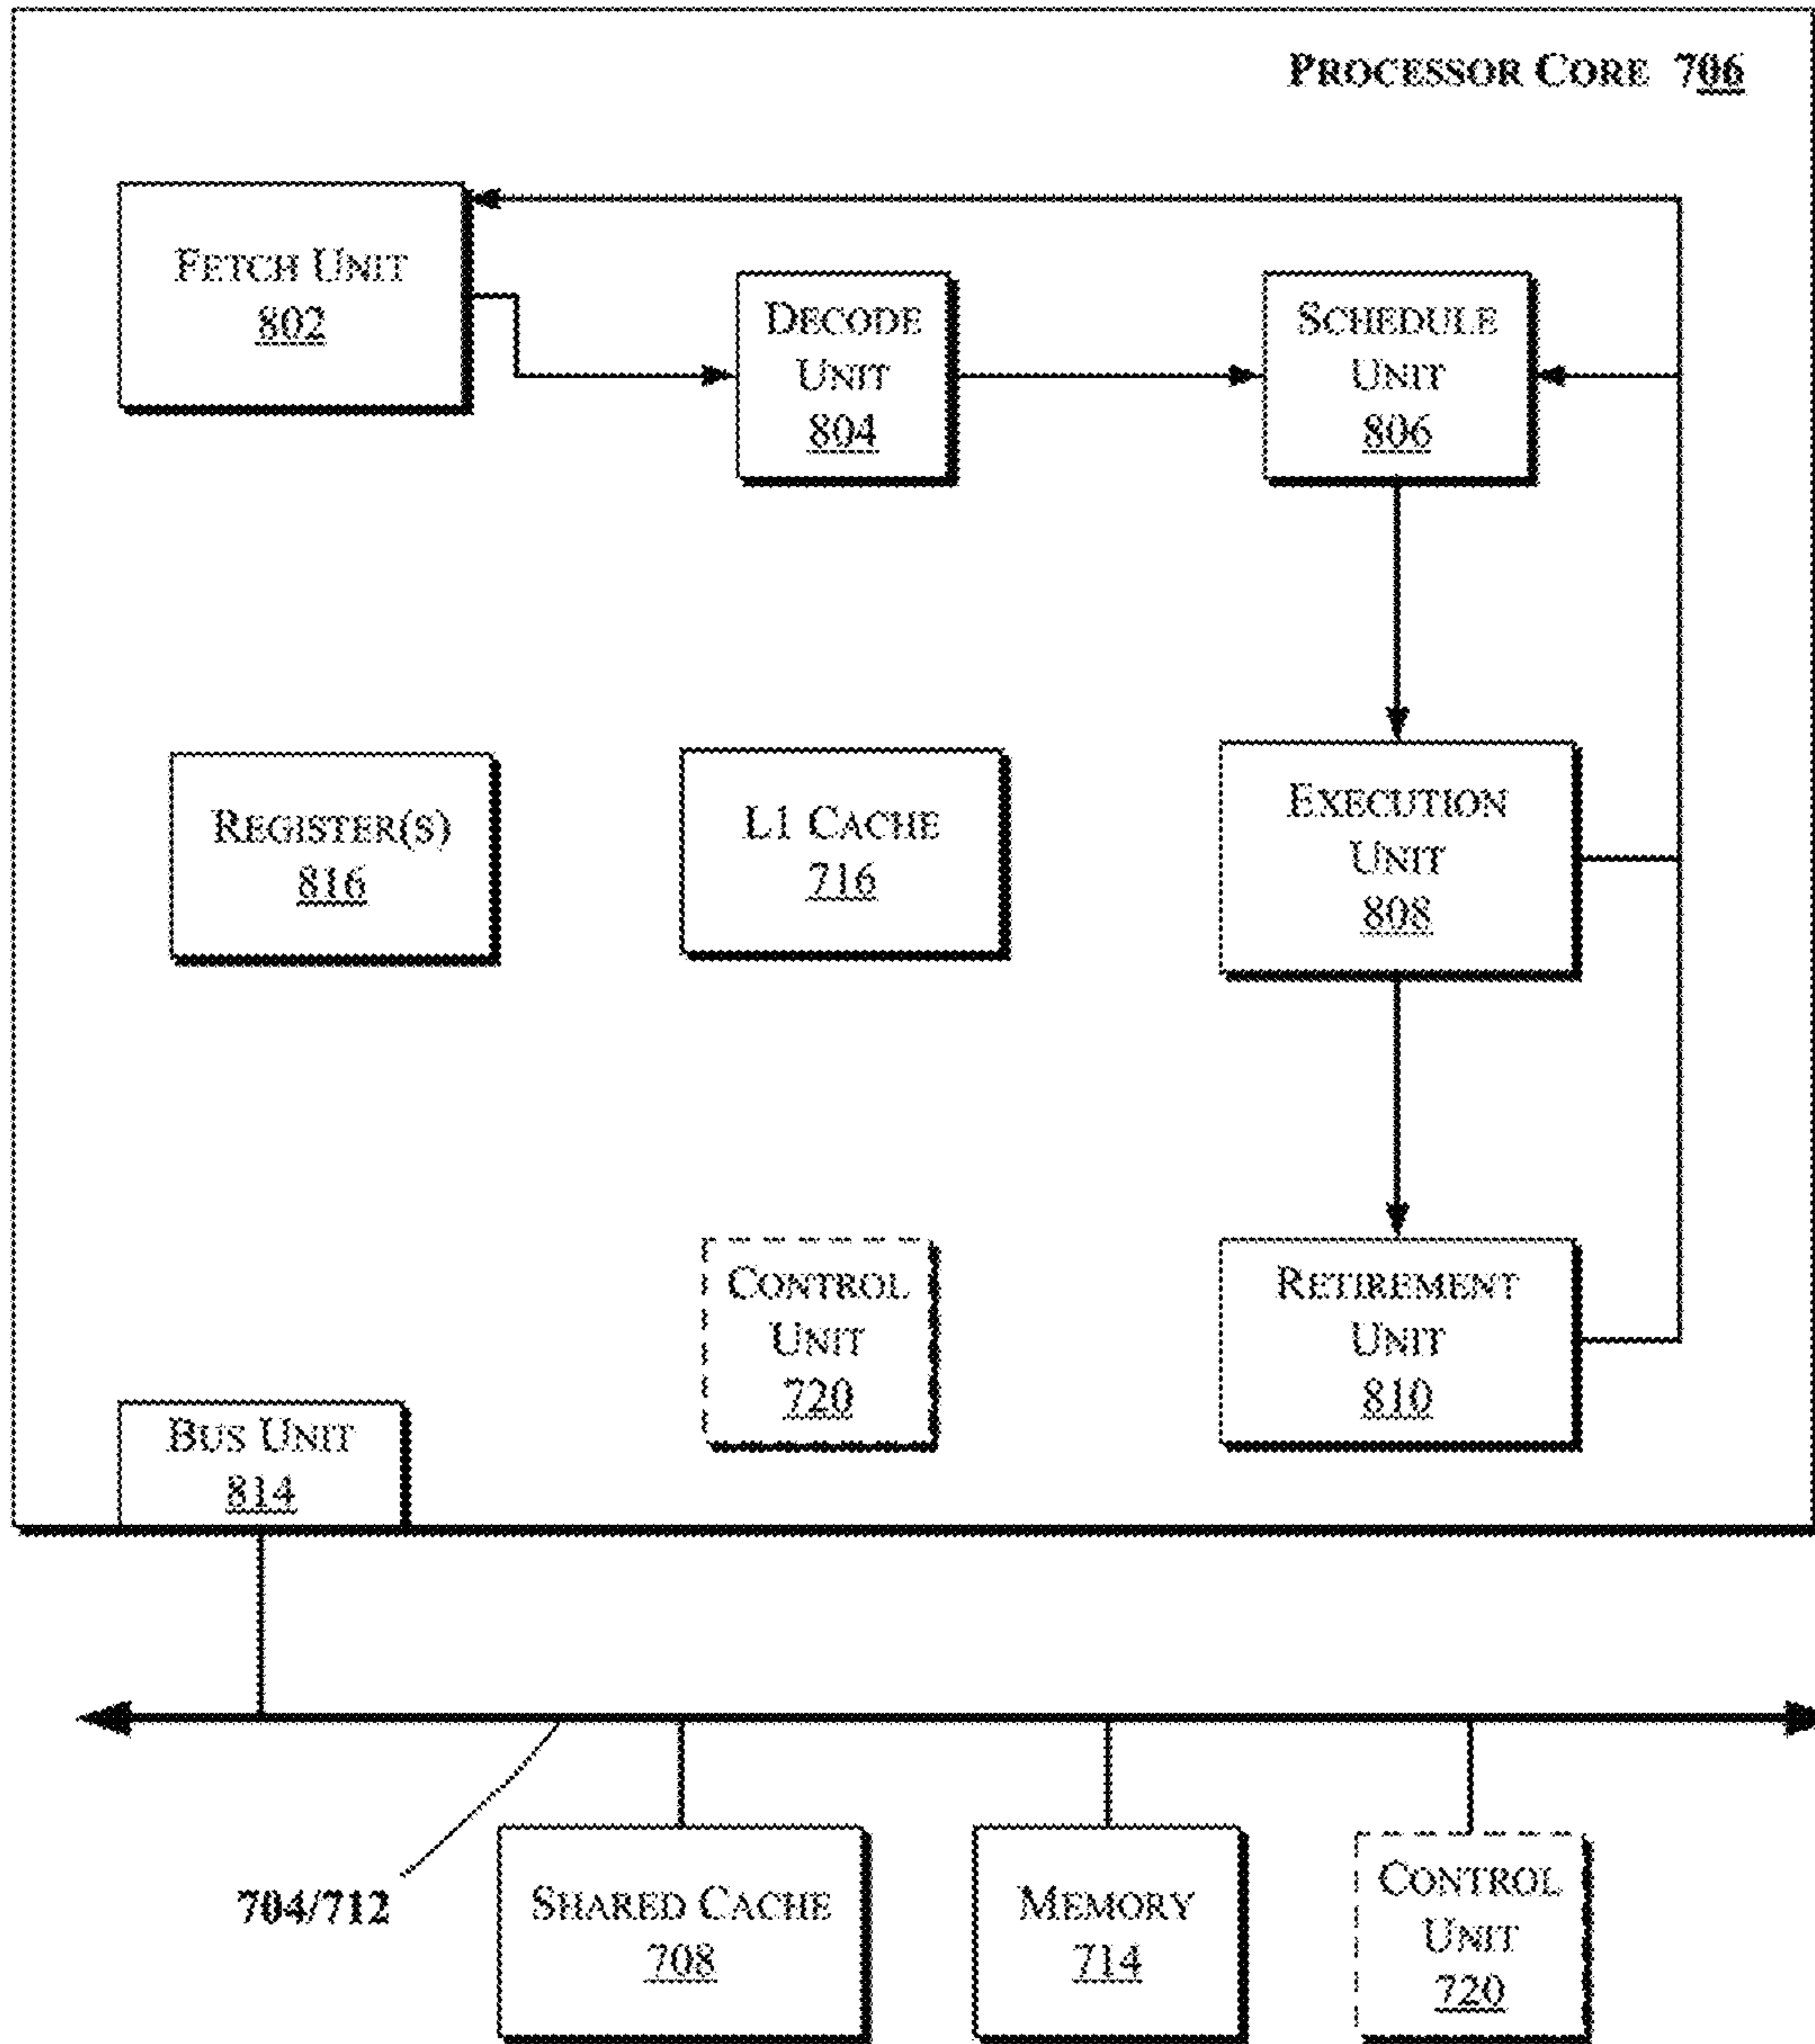 PROCESSOR CORE 706
FETCH UNIT
802
DECODE
UNIT
804
SCHEDULE
UNIT
806
REGISTER(S)
816
L1 CACHE
716
EXECUTION
UNIT
808
CONTROL
UNIT
720
RETIREMENT
UNIT
810
BUS UNIT
814
704/712
SHARED CACHE
708
MEMORY
714
CONTROL
UNIT
720